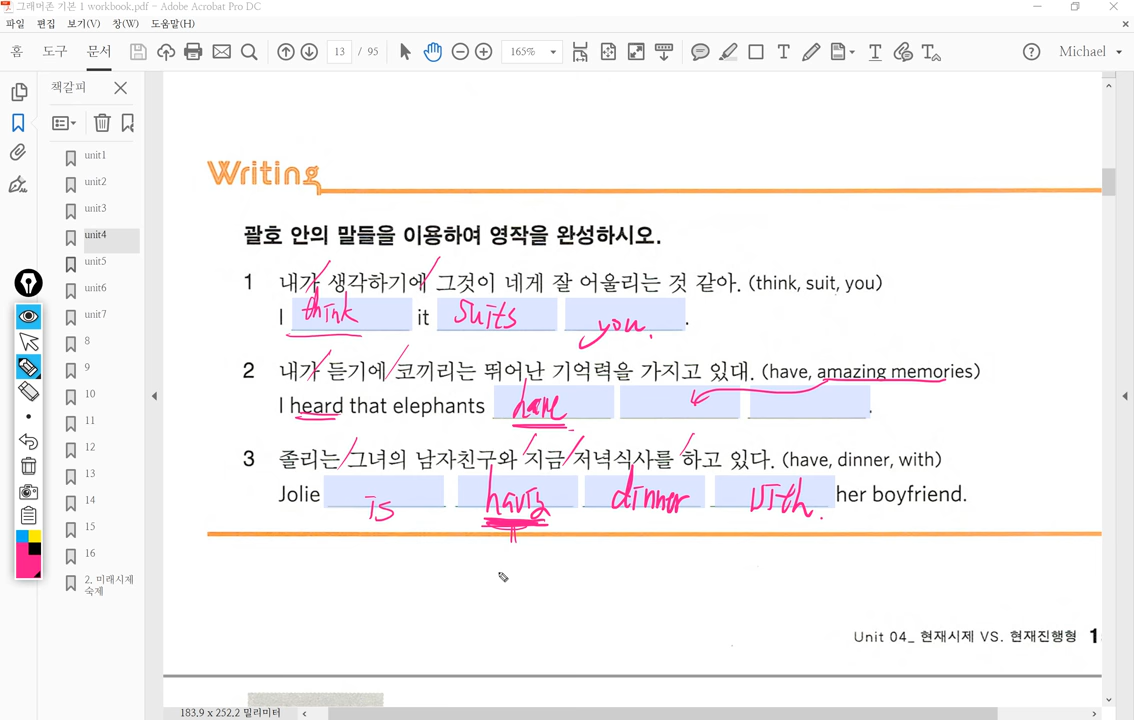 그래머존 기본 1 workbook.pdf - Adobe Acrobat Pro DC
파일 편집 보기(V) 창(W) 도움말(H)
홈 도구 문서 13 / 95 165% Michael
책갈피
unit1
unit2
unit3
unit4
unit5
unit6
unit7
8
9
10
11
12
13
14
15
16
2. 미래시제 숙제
Writing
괄호 안의 말들을 이용하여 영작을 완성하시오.
1 내가 생각하기에 그것이 네게 잘 어울리는 것 같아. (think, suit, you)
I think it suits you.
2 내가 듣기에 코끼리는 뛰어난 기억력을 가지고 있대. (have, amazing memories)
I heard that elephants have .
3 졸리는 그녀의 남자친구와 지금 저녁식사를 하고 있다. (have, dinner, with)
Jolie is having dinner with her boyfriend.
Unit 04_ 현재시제 VS. 현재진행형 1
183,9 x 252,2 밀리미터